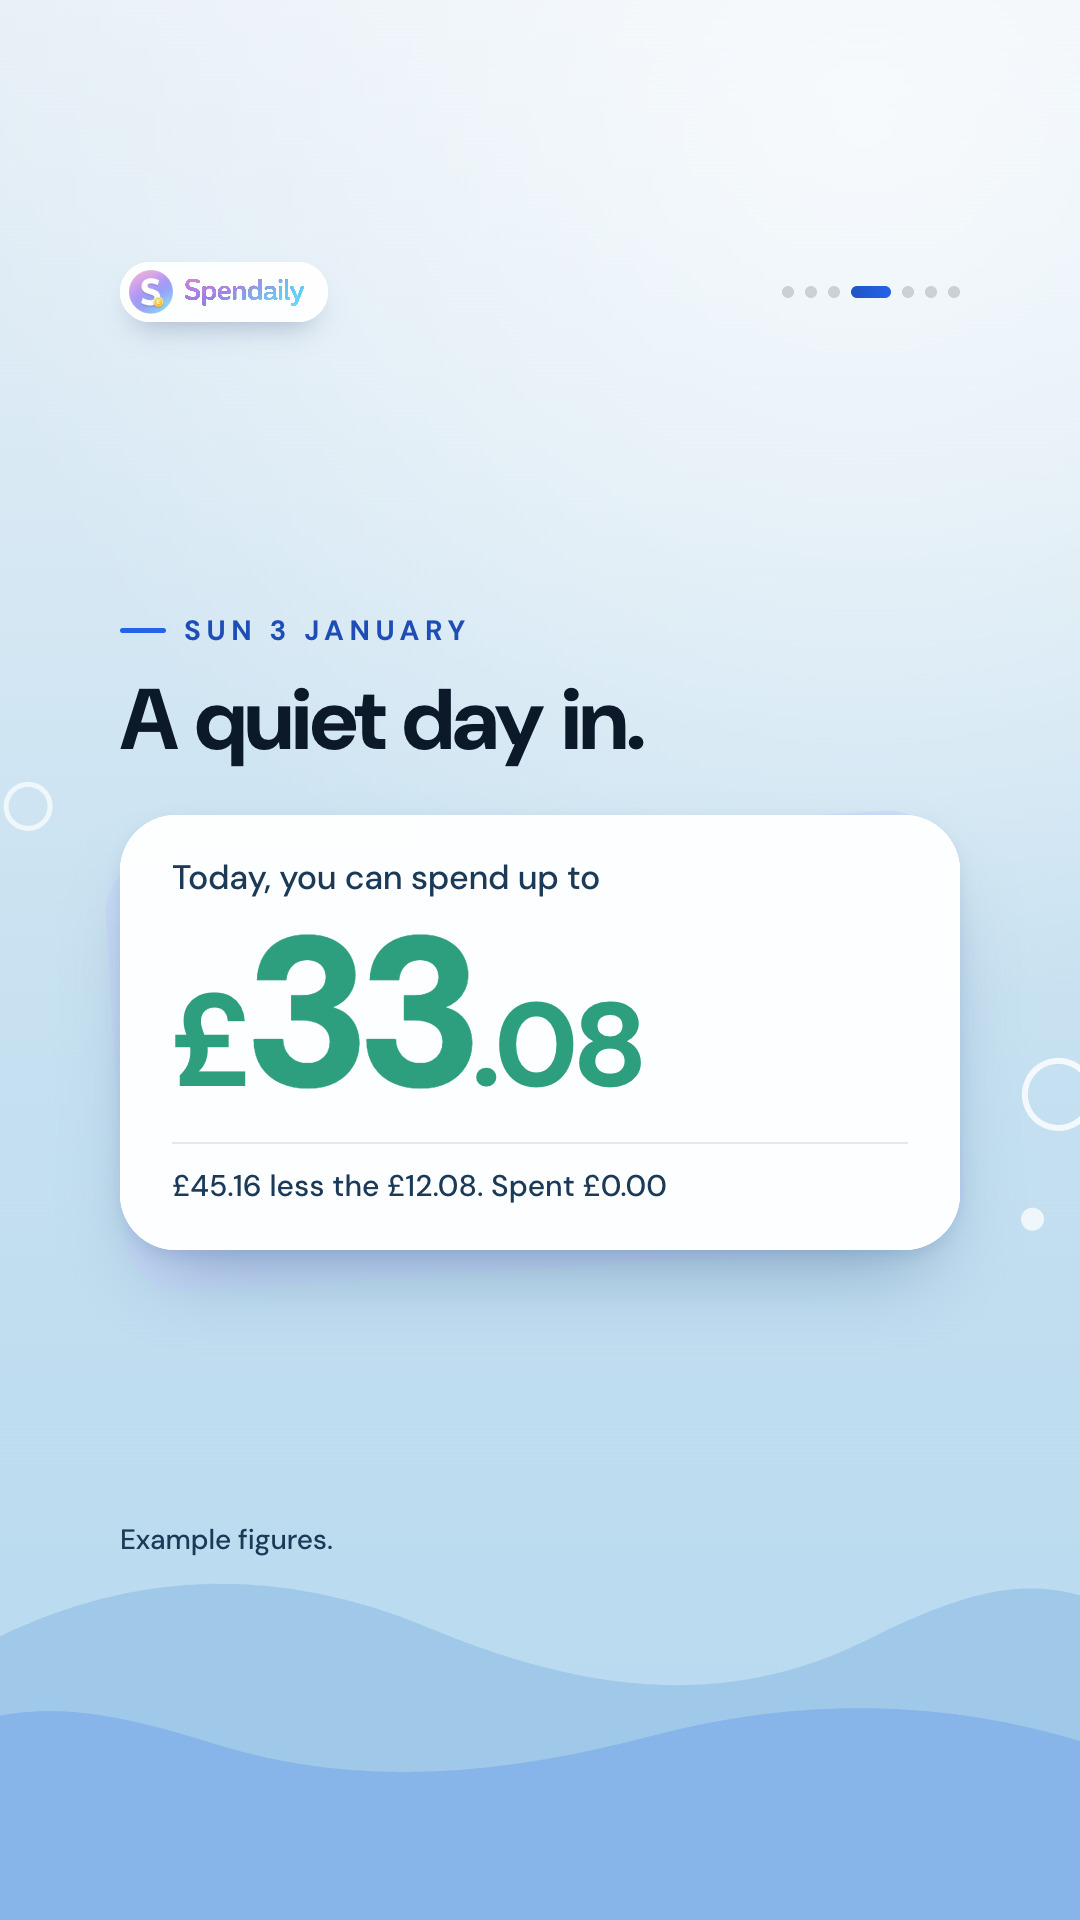 Spendaily
SUN 3 JANUARY
A quiet day in.
Today, you can spend up to
£33.08
£45.16 less the £12.08. Spent £0.00
Example figures.